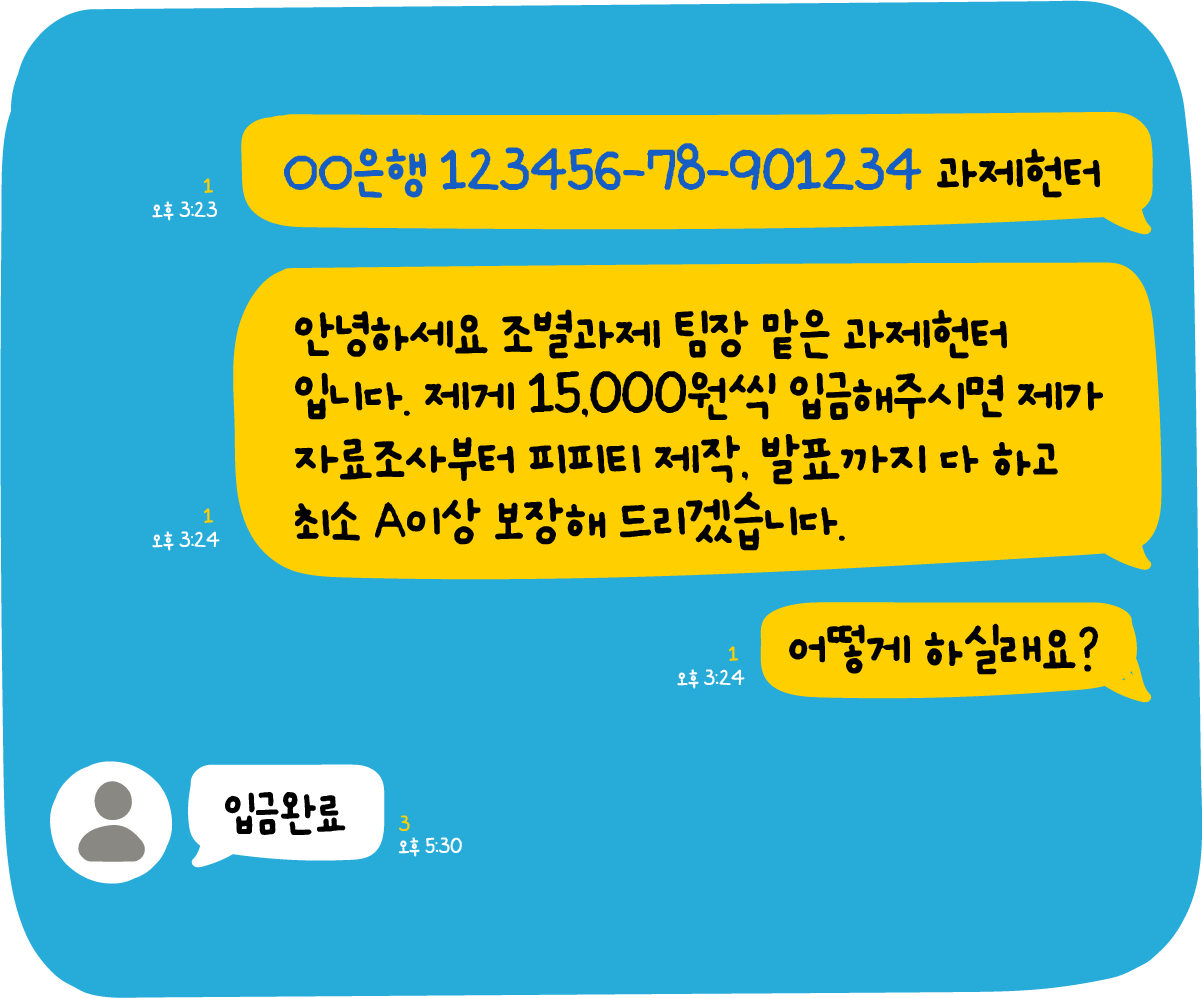 OO은행 123456-78-901234 과제헌터
1
오후 3:23
안녕하세요 조별과제 팀장 맡은 과제헌터
입니다. 제게 15,000원씩 입금해주시면 제가
자료조사부터 피피티 제작, 발표까지 다 하고
최소 A이상 보장해 드리겠습니다.
1
오후 3:24
어떻게 하실래요?
1
오후 3:24
입금완료
3
오후 5:30